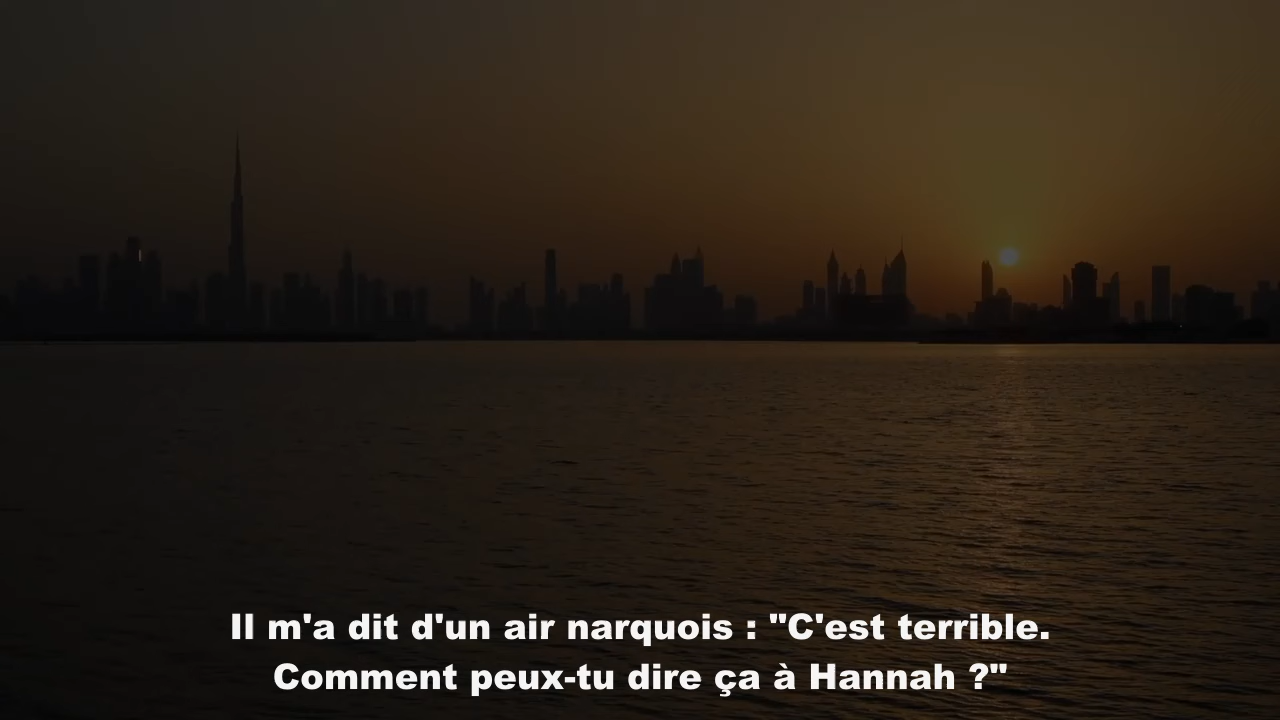 Il m'a dit d'un air narquois : "C'est terrible.
Comment peux-tu dire ça à Hannah ?"